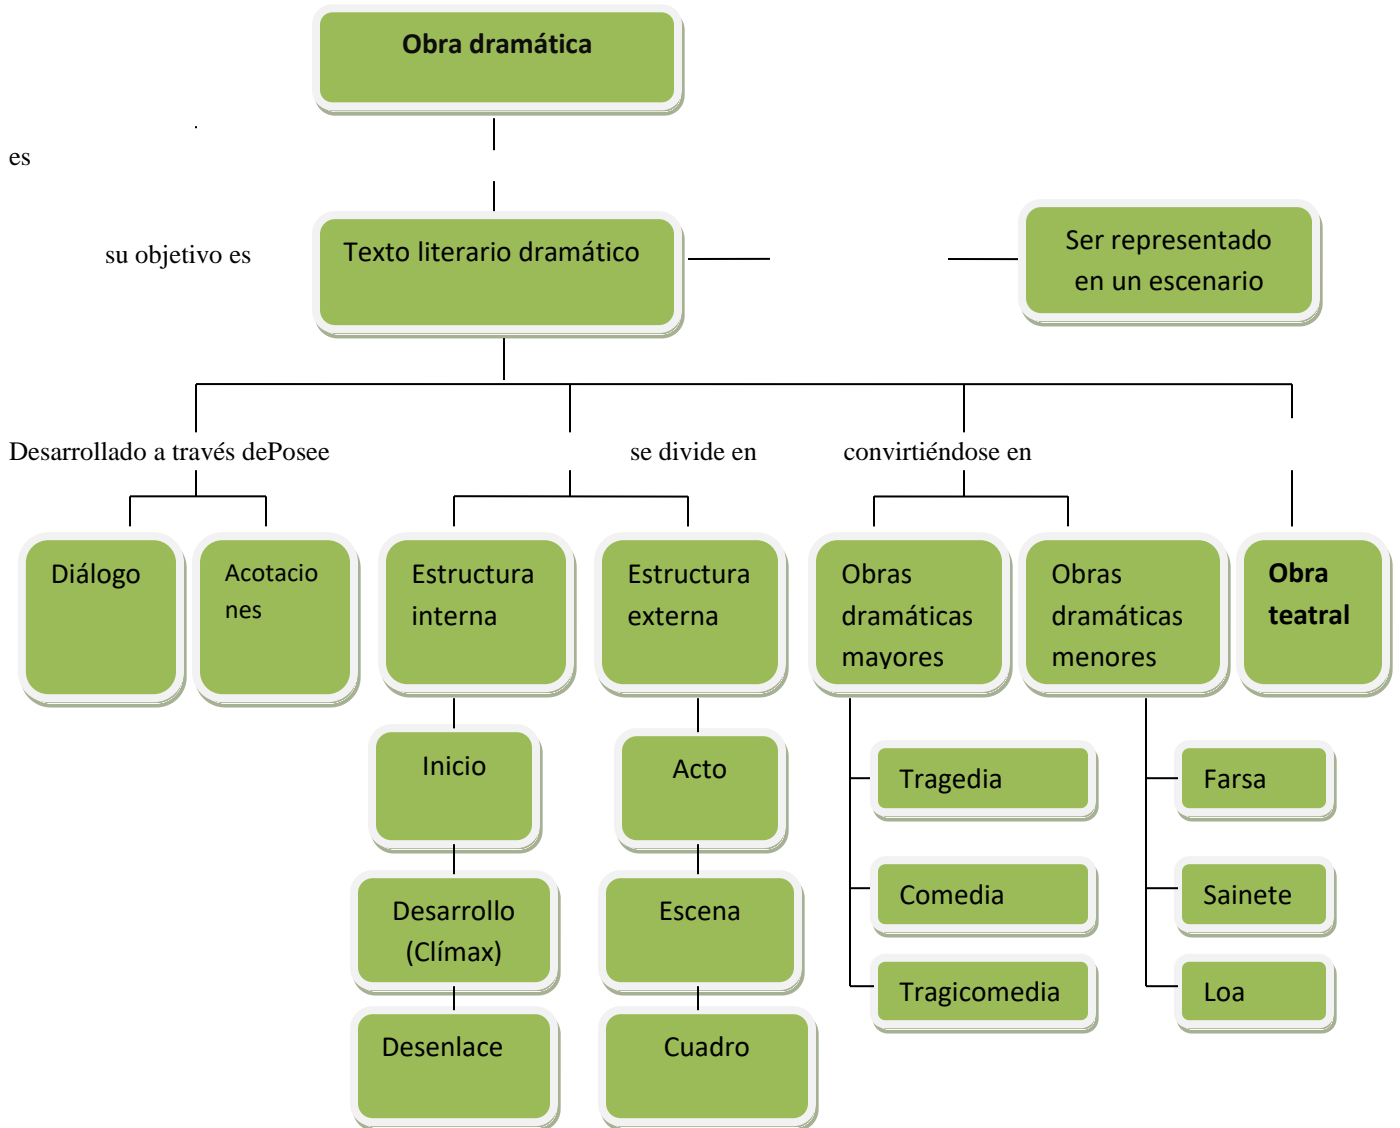 Obra dramática
es
su objetivo es
Texto literario dramático
Ser representado
en un escenario
Desarrollado a través dePosee
se divide en
convirtiéndose en
Diálogo
Acotacio
nes
Estructura
interna
Estructura
externa
Obras
dramáticas
mayores
Obras
dramáticas
menores
Obra
teatral
Inicio
Acto
Tragedia
Farsa
Desarrollo
(Clímax)
Escena
Comedia
Sainete
Tragicomedia
Loa
Desenlace
Cuadro